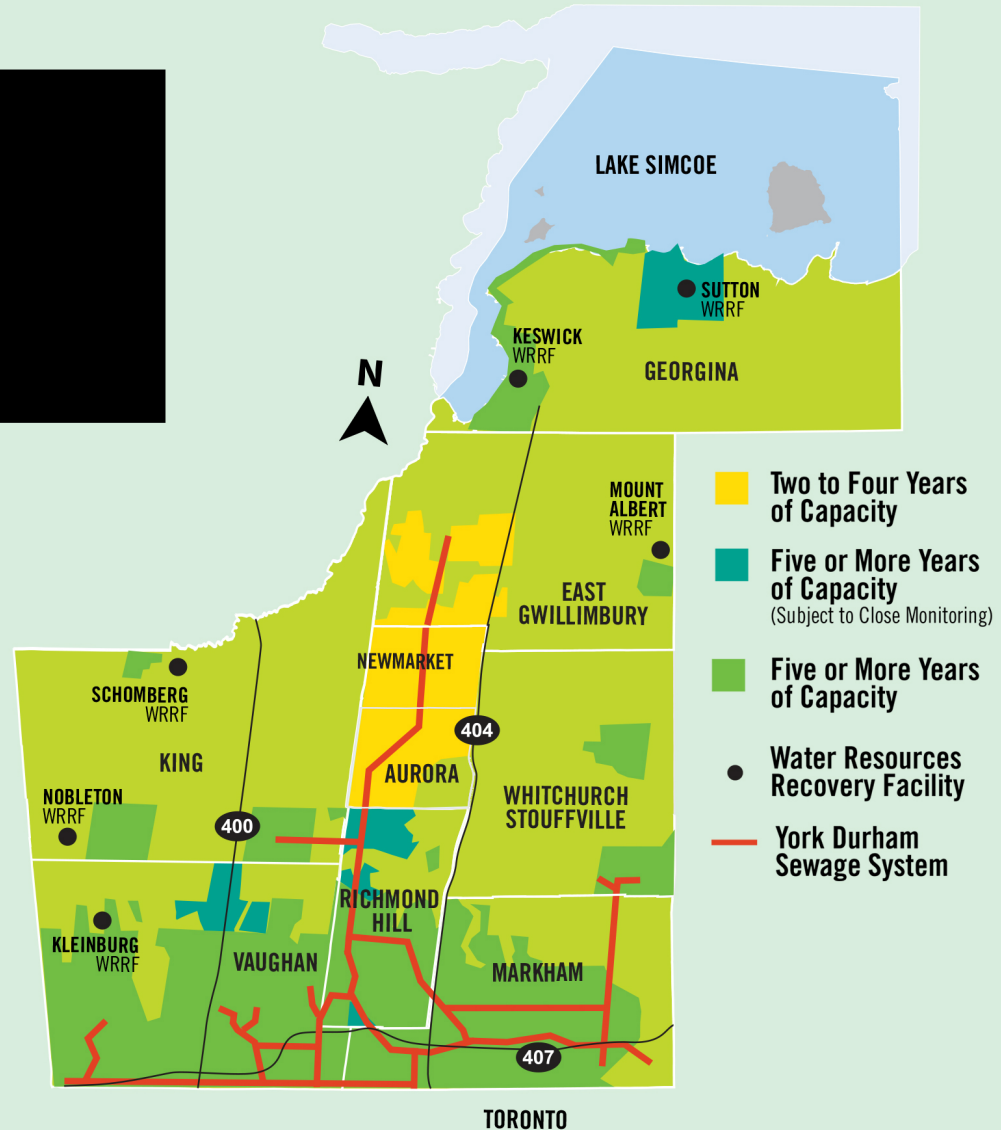 LAKE SIMCOE
SUTTON
WRRF
KESWICK
WRRF
GEORGINA
N
MOUNT
ALBERT
WRRF
EAST
GWILLIMBURY
NEWMARKET
SCHOMBERG
WRRF
KING
404
AURORA
NOBLETON
WRRF
400
WHITCHURCH
STOUFFVILLE
RICHMOND
HILL
KLEINBURG
WRRF
VAUGHAN
MARKHAM
407
TORONTO
Two to Four Years
of Capacity
Five or More Years
of Capacity
(Subject to Close Monitoring)
Five or More Years
of Capacity
Water Resources
Recovery Facility
York Durham
Sewage System